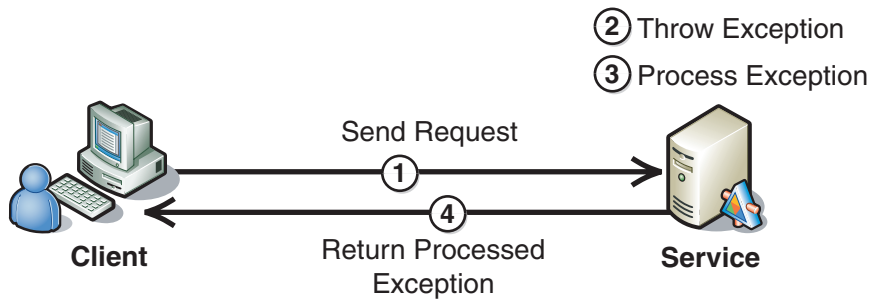 2 Throw Exception
3 Process Exception
Send Request
1
4
Return Processed
Exception
Client
Service